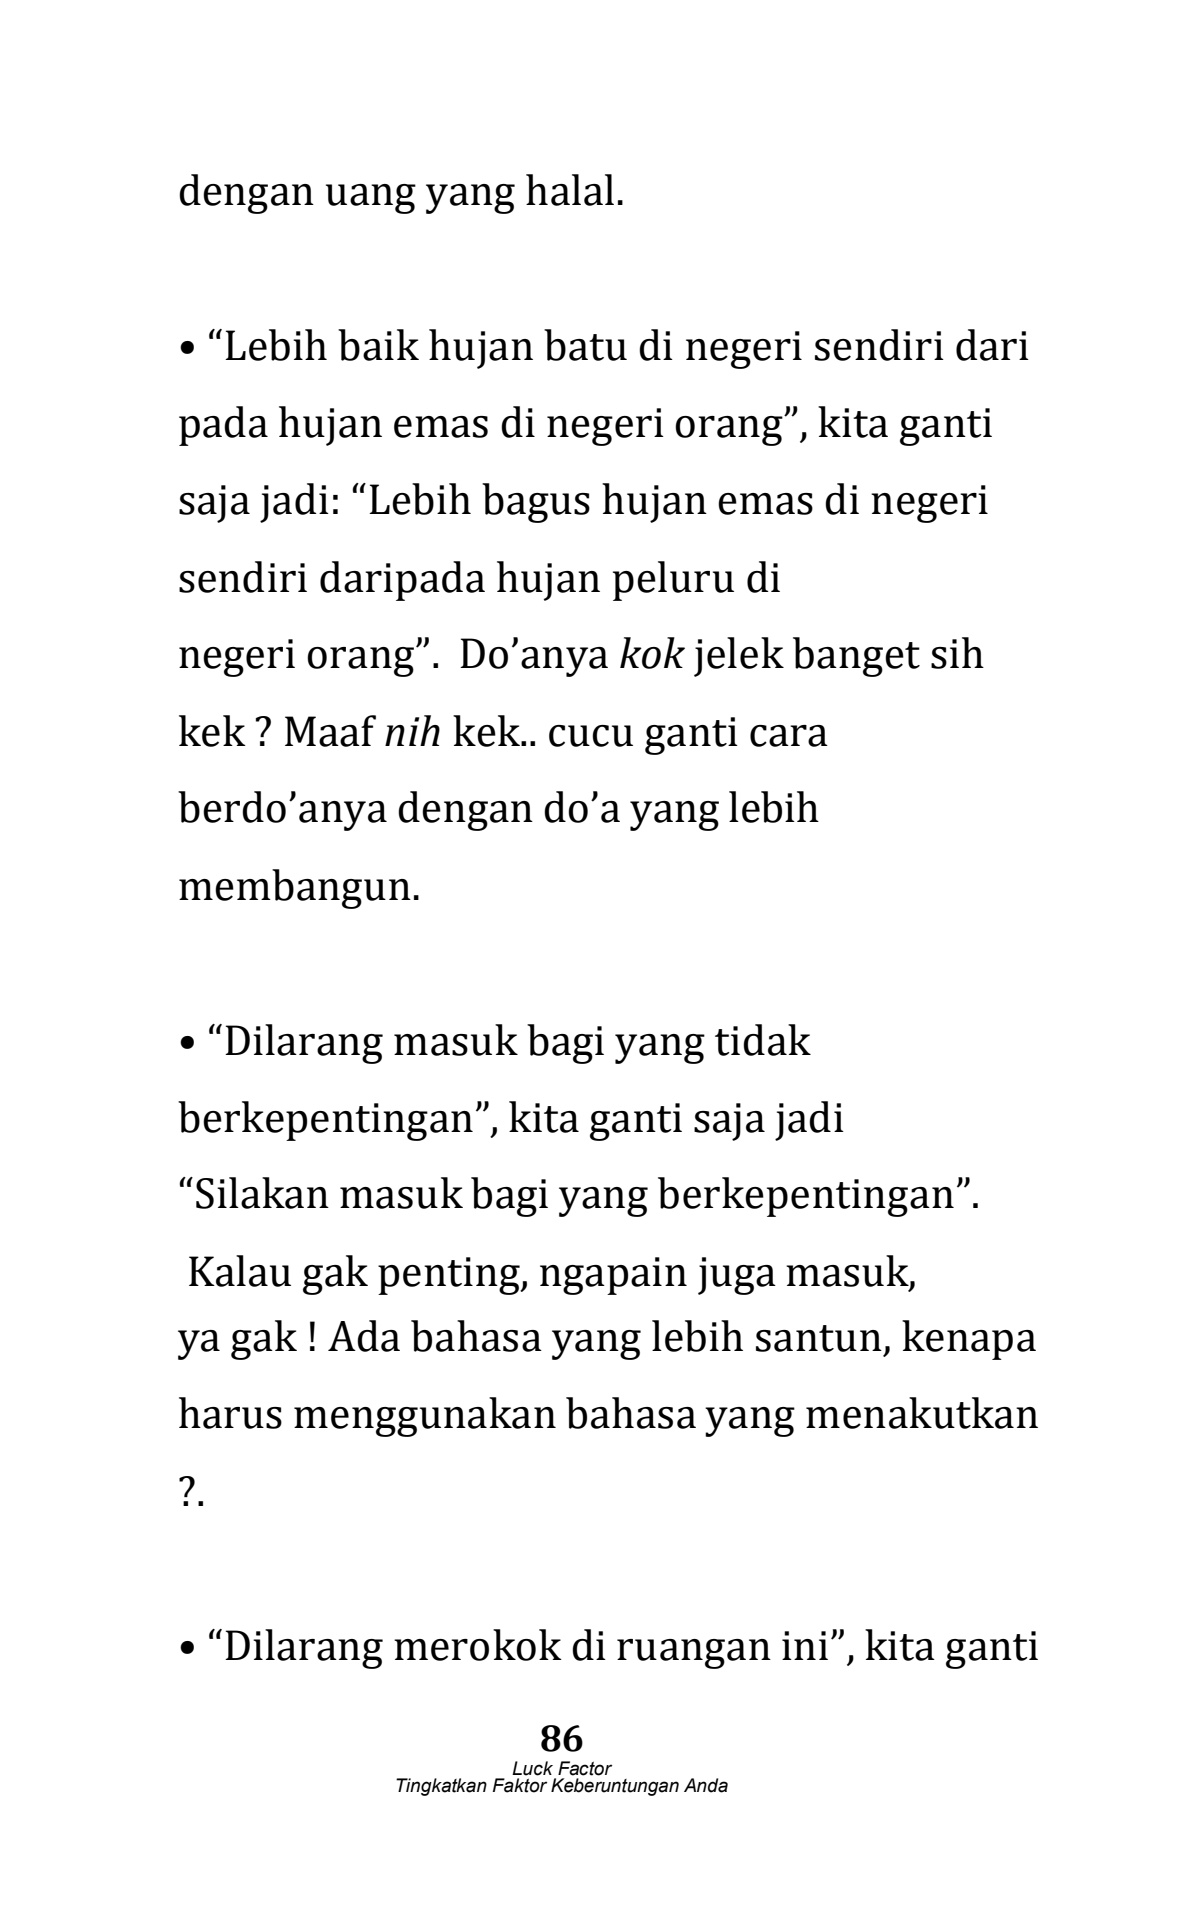 dengan uang yang halal.
• “Lebih baik hujan batu di negeri sendiri dari
pada hujan emas di negeri orang”, kita ganti
saja jadi: “Lebih bagus hujan emas di negeri
sendiri daripada hujan peluru di
negeri orang”.  Do’anya kok jelek banget sih
kek ? Maaf nih kek.. cucu ganti cara
berdo’anya dengan do’a yang lebih
membangun.
• “Dilarang masuk bagi yang tidak
berkepentingan”, kita ganti saja jadi
“Silakan masuk bagi yang berkepentingan”.
Kalau gak penting, ngapain juga masuk,
ya gak ! Ada bahasa yang lebih santun, kenapa
harus menggunakan bahasa yang menakutkan
?.
• “Dilarang merokok di ruangan ini”, kita ganti
86
Luck Factor
Tingkatkan Faktor Keberuntungan Anda